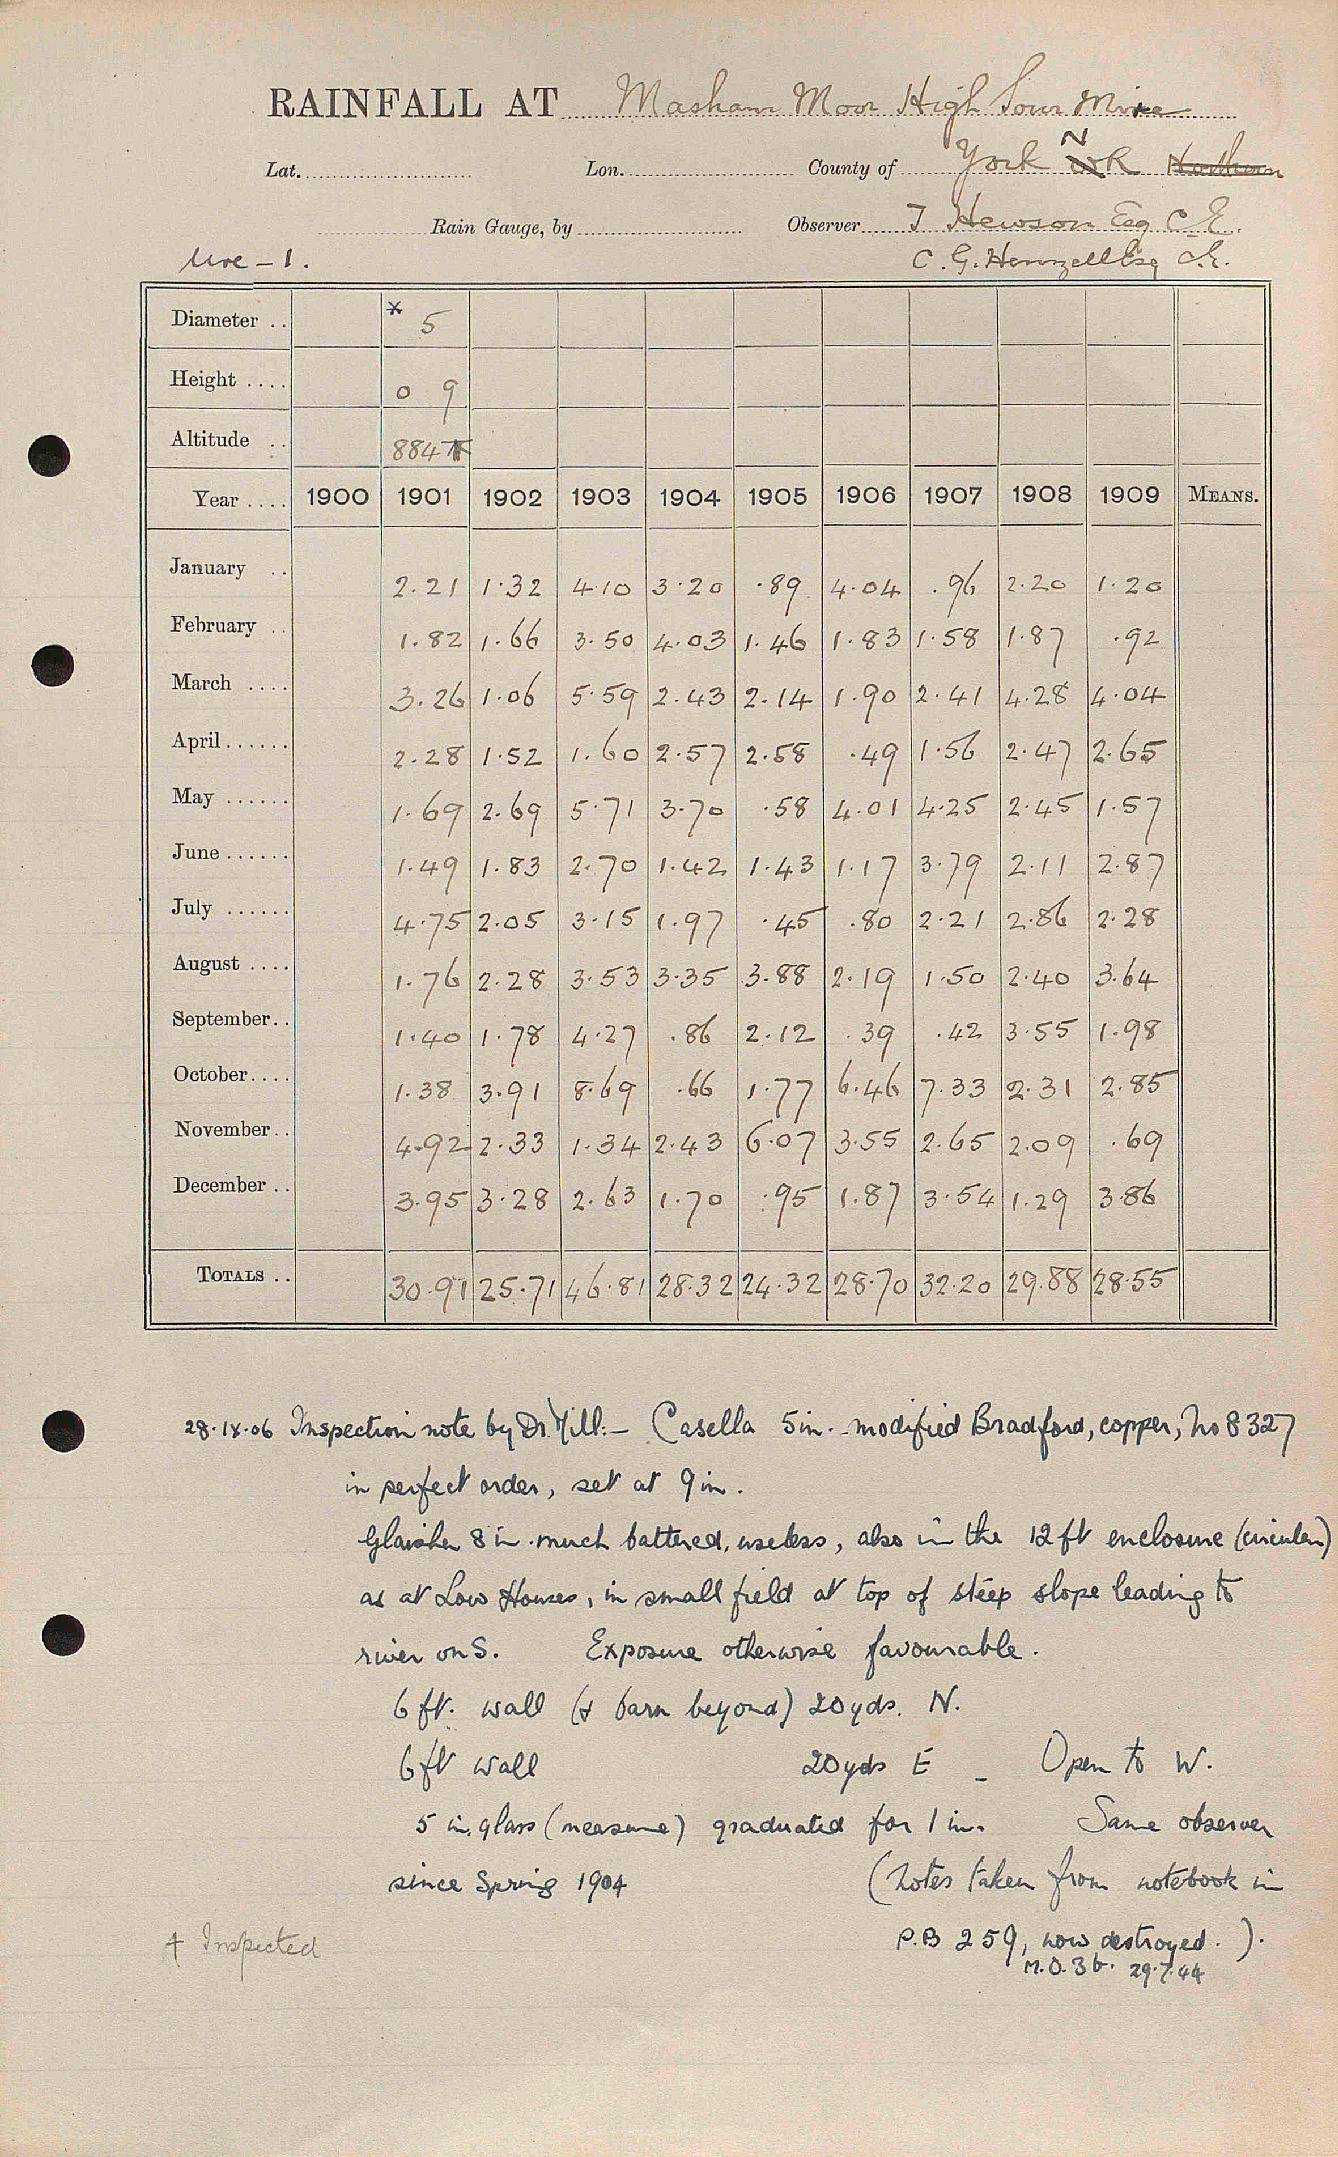 RAINFALL AT Masham Moor High Sour Mire
Lat. Lon. County of York N W R Northern
Rain Gauge, by Observer T Hewson Esq C.E.
Ure - 1. C. G. Henzell Esq C.E.
Diameter .. * 5
Height .... 0 9
Altitude .. 884
Year .... 1900 1901 1902 1903 1904 1905 1906 1907 1908 1909 MEANS.
January .. 2.21 1.32 4.10 3.20 .89 4.04 .96 2.20 1.20
February .. 1.82 1.66 3.50 4.03 1.46 1.83 1.58 1.87 .92
March .... 3.26 1.06 5.59 2.43 2.14 1.90 2.41 4.28 4.04
April...... 2.28 1.52 1.60 2.57 2.58 .49 1.56 2.47 2.65
May ...... 1.69 2.69 5.71 3.70 .58 4.01 4.25 2.45 1.57
June...... 1.49 1.83 2.70 1.42 1.43 1.17 3.79 2.11 2.87
July ...... 4.75 2.05 3.15 1.97 .45 .80 2.21 2.86 2.28
August .... 1.76 2.28 3.53 3.35 3.88 2.19 1.50 2.40 3.64
September.. 1.40 1.78 4.27 .86 2.12 .39 .42 3.55 1.98
October.... 1.38 3.91 8.69 .66 1.77 6.46 7.33 2.31 2.85
November.. 4.92 2.33 1.34 2.43 6.07 3.55 2.65 2.09 .69
December .. 3.95 3.28 2.63 1.70 .95 1.87 3.54 1.29 3.86
TOTALS .. 30.91 25.71 46.81 28.32 24.32 28.70 32.20 29.88 28.55
28.IX.06 Inspection note by Dr. Mill:— Casella 5 in. modified Bradford, copper, No 8327
in perfect order, set at 9 in.
Glaisher 8 in. much battered, useless, also in the 12 ft enclosure (circular)
as at Low Houses, in small field at top of steep slope leading to
river on S. Exposure otherwise favourable.
6 ft. wall (& barn beyond) 20 yds. N.
6 ft wall 20 yds E – Open to W.
5 in. glass (measure) graduated for 1 in. Same observer
since Spring 1904 (Notes taken from notebook in
P.B 259, now destroyed.).
M.O.3b. 29.7.44
+ Inspected